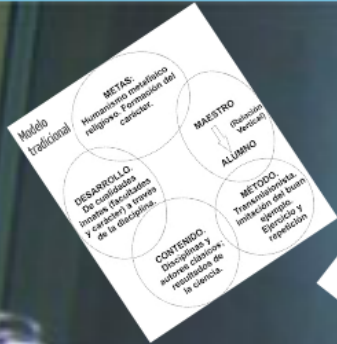 Modelo
tradicional
METAS:
Humanismo metafísico
religioso. Formación del
carácter.
MAESTRO
(Relación
Vertical)
ALUMNO
MÉTODO.
Transmisionista.
Imitación del buen
ejemplo.
Ejercicio y
repetición
CONTENIDO.
Disciplinas y
autores clásicos;
resultados de
la ciencia.
DESARROLLO.
De cualidades
innatas (facultades
y carácter) a través
de la disciplina.